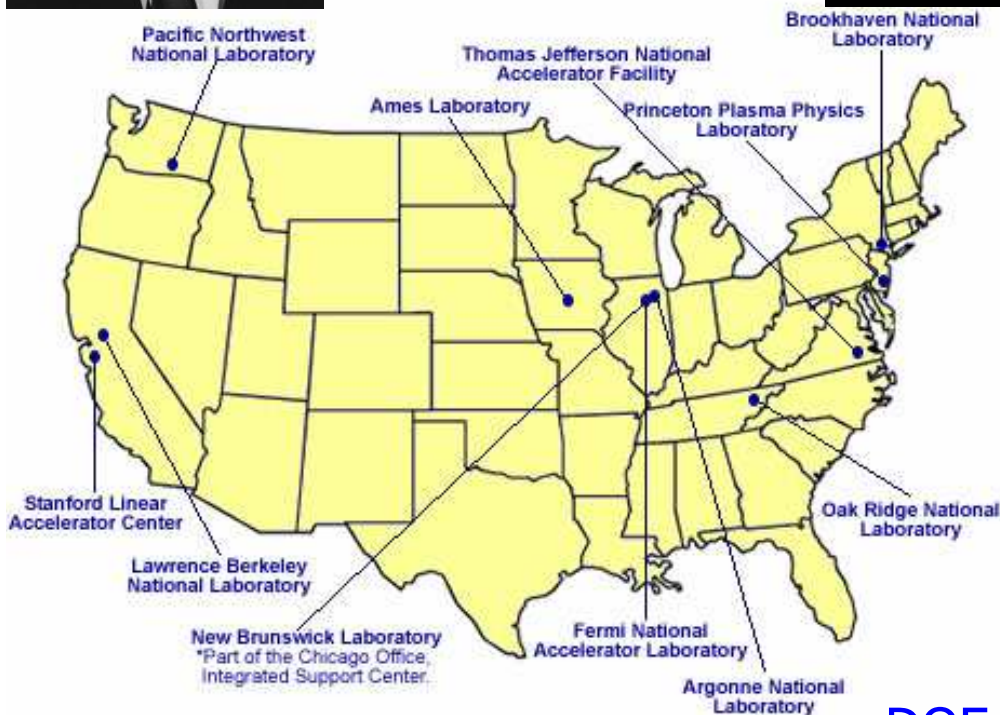 Brookhaven National
Laboratory
Pacific Northwest
National Laboratory
Thomas Jefferson National
Accelerator Facility
Ames Laboratory
Princeton Plasma Physics
Laboratory
Stanford Linear
Accelerator Center
Oak Ridge National
Laboratory
Lawrence Berkeley
National Laboratory
New Brunswick Laboratory
*Part of the Chicago Office,
Integrated Support Center.
Fermi National
Accelerator Laboratory
Argonne National
Laboratory
DOE